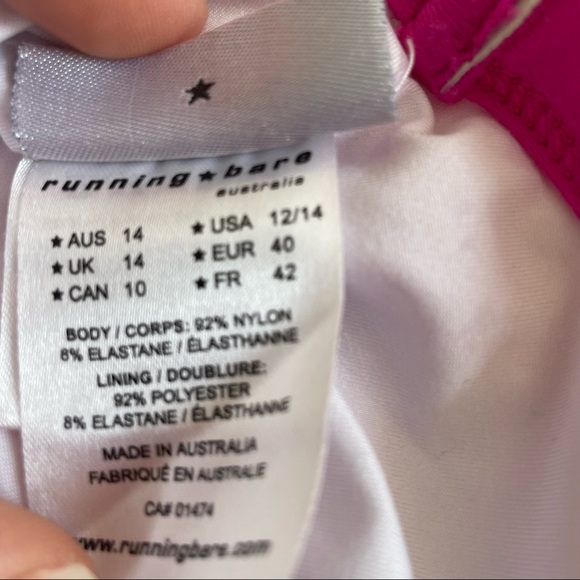 running★bare
australia
★ AUS 14 ★ USA 12/14
★ UK 14 ★ EUR 40
★ CAN 10 ★ FR 42
BODY / CORPS: 92% NYLON
8% ELASTANE / ÉLASTHANNE
LINING / DOUBLURE:
92% POLYESTER
8% ELASTANE / ÉLASTHANNE
MADE IN AUSTRALIA
FABRIQUÉ EN AUSTRALIE
CA# 01474
www.runningbare.com